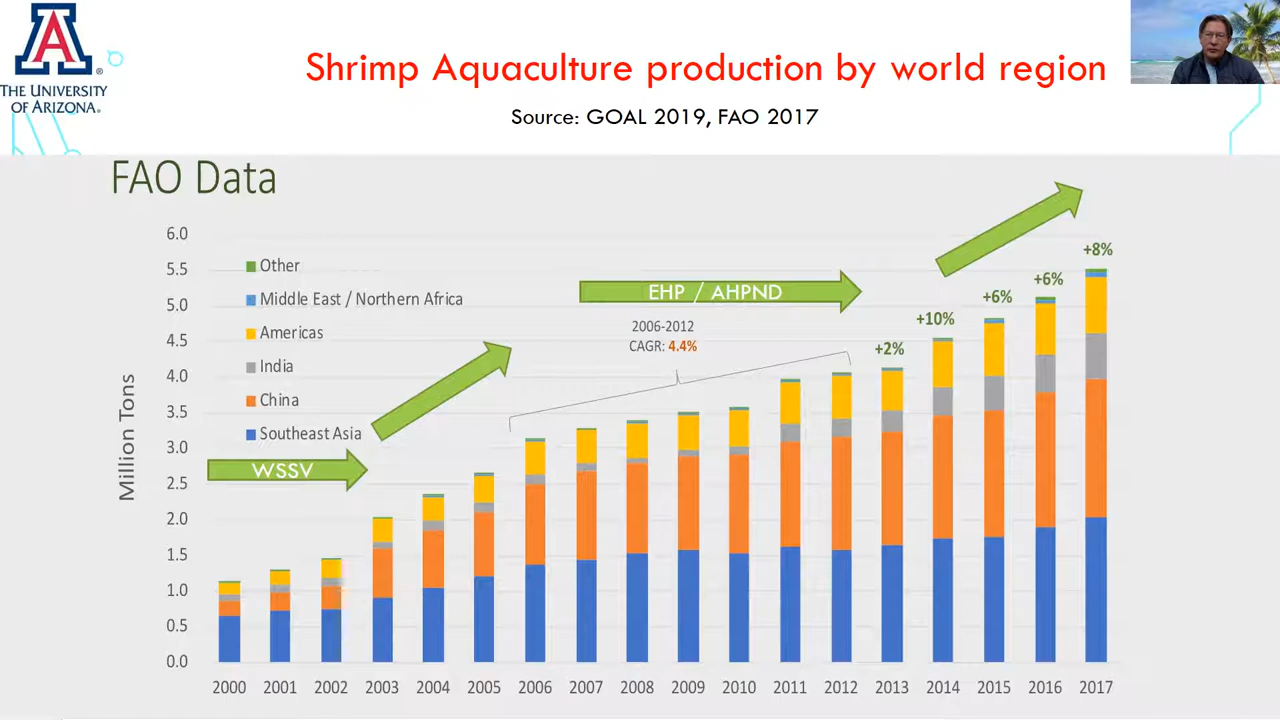 A
®
THE UNIVERSITY
OF ARIZONA®
Shrimp Aquaculture production by world region
Source: GOAL 2019, FAO 2017
FAO Data
Million Tons
6.0
5.5
5.0
4.5
4.0
3.5
3.0
2.5
2.0
1.5
1.0
0.5
0.0
Other
Middle East / Northern Africa
Americas
India
China
Southeast Asia
WSSV
EHP / AHPND
2006-2012
CAGR: 4.4%
+2%
+10%
+6%
+6%
+8%
2000 2001 2002 2003 2004 2005 2006 2007 2008 2009 2010 2011 2012 2013 2014 2015 2016 2017